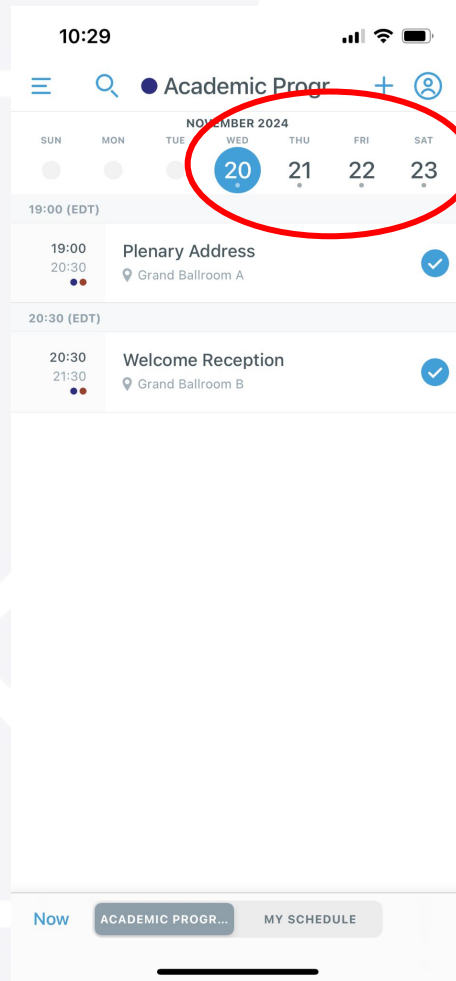 10:29
Academic Progr
NOVEMBER 2024
SUN MON TUE WED THU FRI SAT
20 21 22 23
19:00 (EDT)
19:00 Plenary Address
20:30 Grand Ballroom A
20:30 (EDT)
20:30 Welcome Reception
21:30 Grand Ballroom B
Now ACADEMIC PROGR... MY SCHEDULE